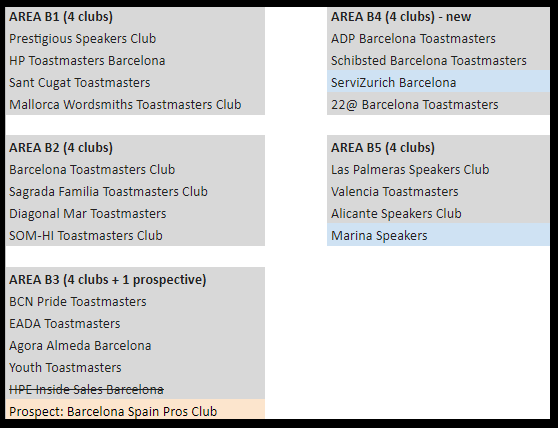 AREA B1 (4 clubs)
Prestigious Speakers Club
HP Toastmasters Barcelona
Sant Cugat Toastmasters
Mallorca Wordsmiths Toastmasters Club
AREA B2 (4 clubs)
Barcelona Toastmasters Club
Sagrada Familia Toastmasters Club
Diagonal Mar Toastmasters
SOM-HI Toastmasters Club
AREA B3 (4 clubs + 1 prospective)
BCN Pride Toastmasters
EADA Toastmasters
Agora Almeda Barcelona
Youth Toastmasters
HPE Inside Sales Barcelona
Prospect: Barcelona Spain Pros Club
AREA B4 (4 clubs) - new
ADP Barcelona Toastmasters
Schibsted Barcelona Toastmasters
ServiZurich Barcelona
22@ Barcelona Toastmasters
AREA B5 (4 clubs)
Las Palmeras Speakers Club
Valencia Toastmasters
Alicante Speakers Club
Marina Speakers